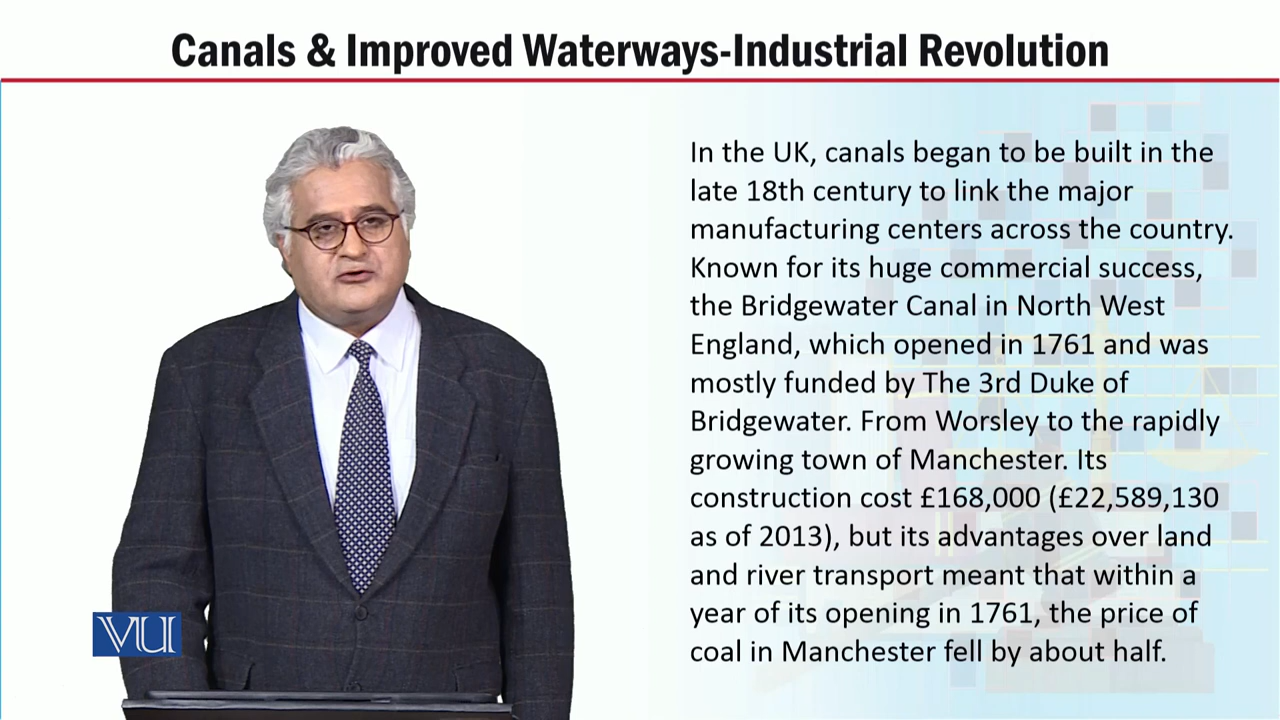 Canals & Improved Waterways-Industrial Revolution
In the UK, canals began to be built in the
late 18th century to link the major
manufacturing centers across the country.
Known for its huge commercial success,
the Bridgewater Canal in North West
England, which opened in 1761 and was
mostly funded by The 3rd Duke of
Bridgewater. From Worsley to the rapidly
growing town of Manchester. Its
construction cost £168,000 (£22,589,130
as of 2013), but its advantages over land
and river transport meant that within a
year of its opening in 1761, the price of
coal in Manchester fell by about half.
VU